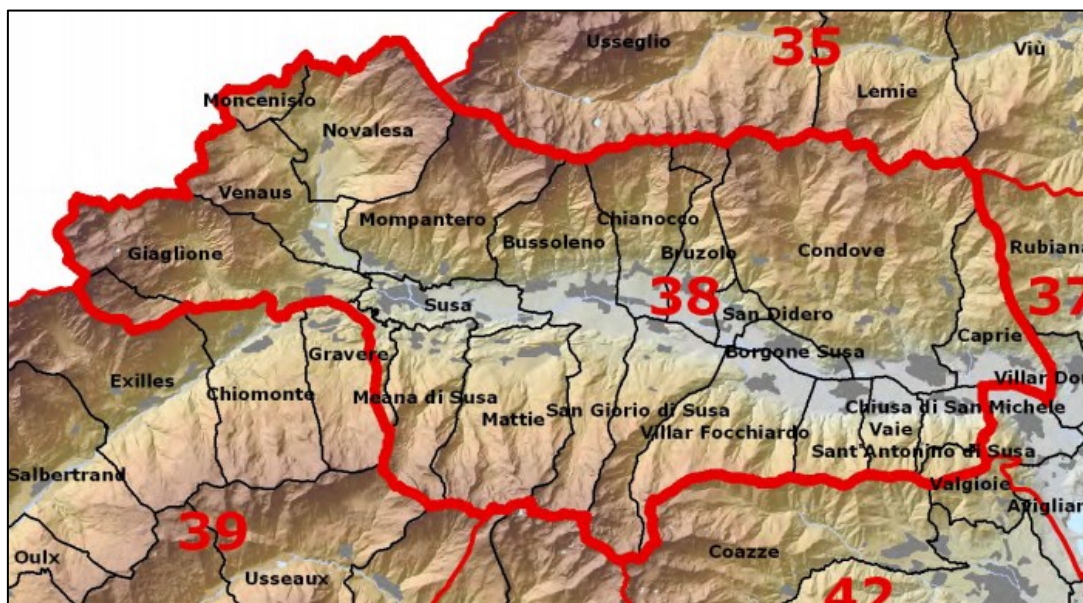 Usseglio
35
Viù
Moncenisio
Lemie
Novalesa
Venaus
Mompantero
Chianocco
Giaglione
Bussoleno
Bruzolo
Condove
Rubiana
38
37
Susa
San Didero
Caprie
Gravere
Borgone Susa
Exilles
Villar Dor
Chiomonte
Meana di Susa
Mattie
San Giorio di Susa
Chiusa di San Michele
Villar Focchiardo
Vaie
Sant'Antonino di Susa
Salbertrand
Valgioie
Avigliana
39
Oulx
Coazze
Usseaux
42